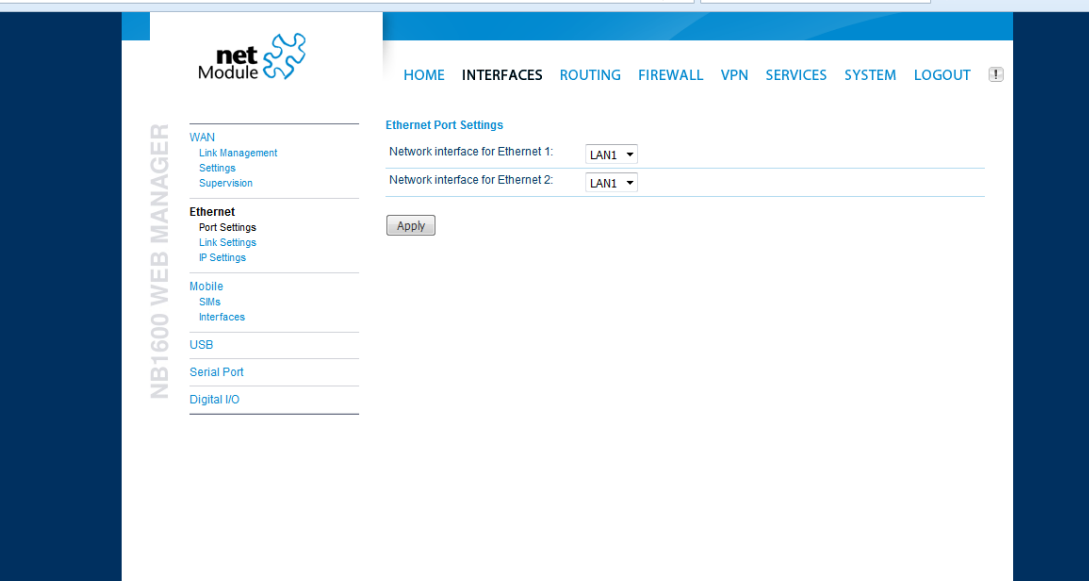 net
Module
HOME INTERFACES ROUTING FIREWALL VPN SERVICES SYSTEM LOGOUT !
NB1600 WEB MANAGER
WAN
Link Management
Settings
Supervision
Ethernet
Port Settings
Link Settings
IP Settings
Mobile
SIMs
Interfaces
USB
Serial Port
Digital I/O
Ethernet Port Settings
Network interface for Ethernet 1: LAN1
Network interface for Ethernet 2: LAN1
Apply